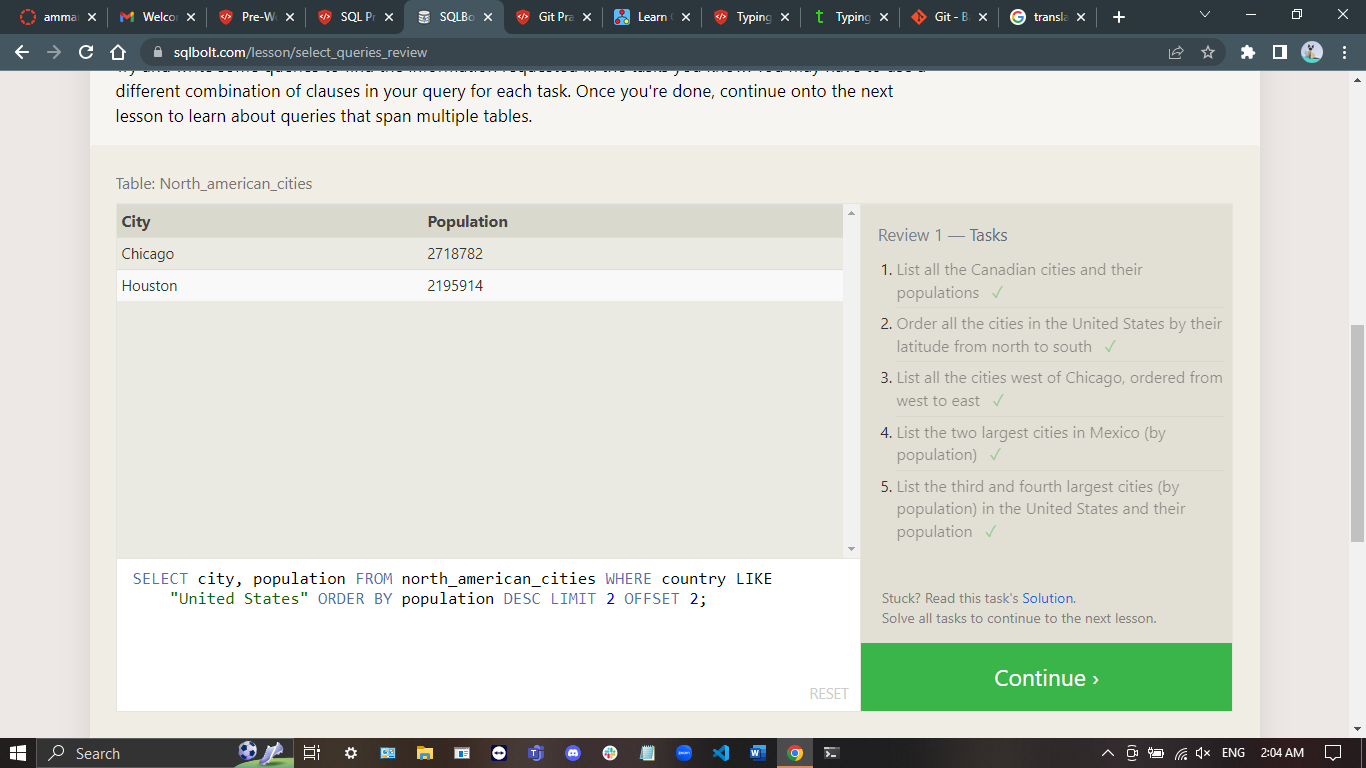 amma
Welco
Pre-W
SQL P
SQLBo
Git Pra
Learn
Typing
Typing
Git - B
transla
sqlbolt.com/lesson/select_queries_review
different combination of clauses in your query for each task. Once you're done, continue onto the next
lesson to learn about queries that span multiple tables.
Table: North_american_cities
City Population
Chicago 2718782
Houston 2195914
SELECT city, population FROM north_american_cities WHERE country LIKE
"United States" ORDER BY population DESC LIMIT 2 OFFSET 2;
RESET
Review 1 — Tasks
1. List all the Canadian cities and their
populations ✓
2. Order all the cities in the United States by their
latitude from north to south ✓
3. List all the cities west of Chicago, ordered from
west to east ✓
4. List the two largest cities in Mexico (by
population) ✓
5. List the third and fourth largest cities (by
population) in the United States and their
population ✓
Stuck? Read this task's Solution.
Solve all tasks to continue to the next lesson.
Continue ›
Search
ENG
2:04 AM